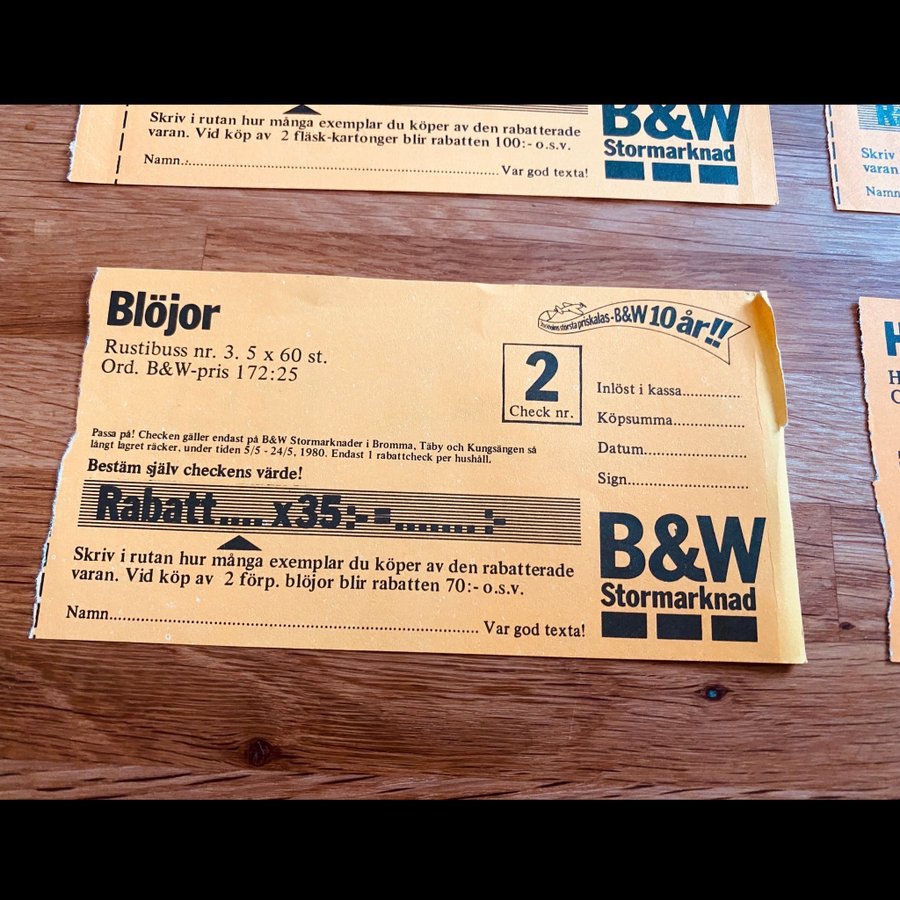 Skriv i rutan hur många exemplar du köper av den rabatterade
varan. Vid köp av 2 fläsk-kartonger blir rabatten 100:- o.s.v.
Namn.:.......................................................................Var god texta!
B&W
Stormarknad
Skriv
varan
Namn
Blöjor
Rustibuss nr. 3. 5 x 60 st.
Ord. B&W-pris 172:25
Stockholms största priskalas - B&W 10 år!!
2
Check nr.
Inlöst i kassa..............
Köpsumma.................
Datum.........................
Sign.............................
Passa på! Checken gäller endast på B&W Stormarknader i Bromma, Täby och Kungsängen så
långt lagret räcker, under tiden 5/5 - 24/5, 1980. Endast 1 rabattcheck per hushåll.
Bestäm själv checkens värde!
Rabatt.... x35:-=....... :-
Skriv i rutan hur många exemplar du köper av den rabatterade
varan. Vid köp av 2 förp. blöjor blir rabatten 70:- o.s.v.
Namn.................................................................................... Var god texta!
B&W
Stormarknad